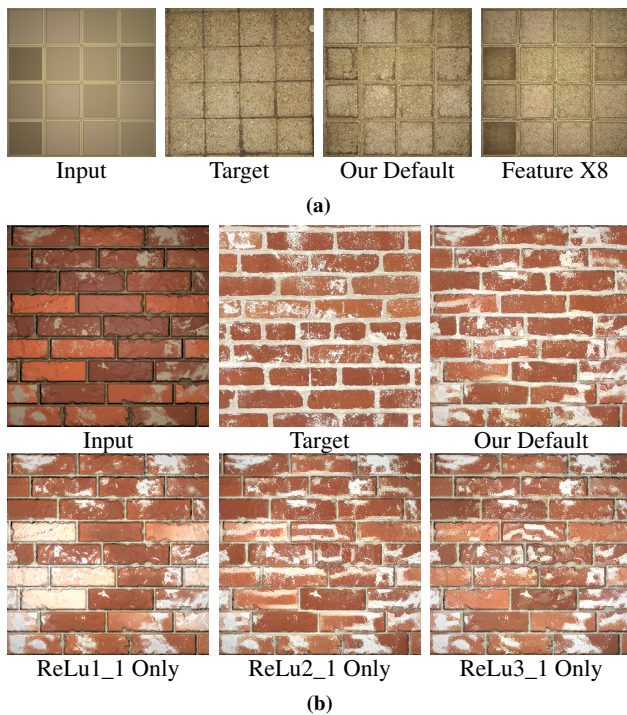 Input Target Our Default Feature X8
(a)
Input Target Our Default
ReLu1_1 Only ReLu2_1 Only ReLu3_1 Only
(b)